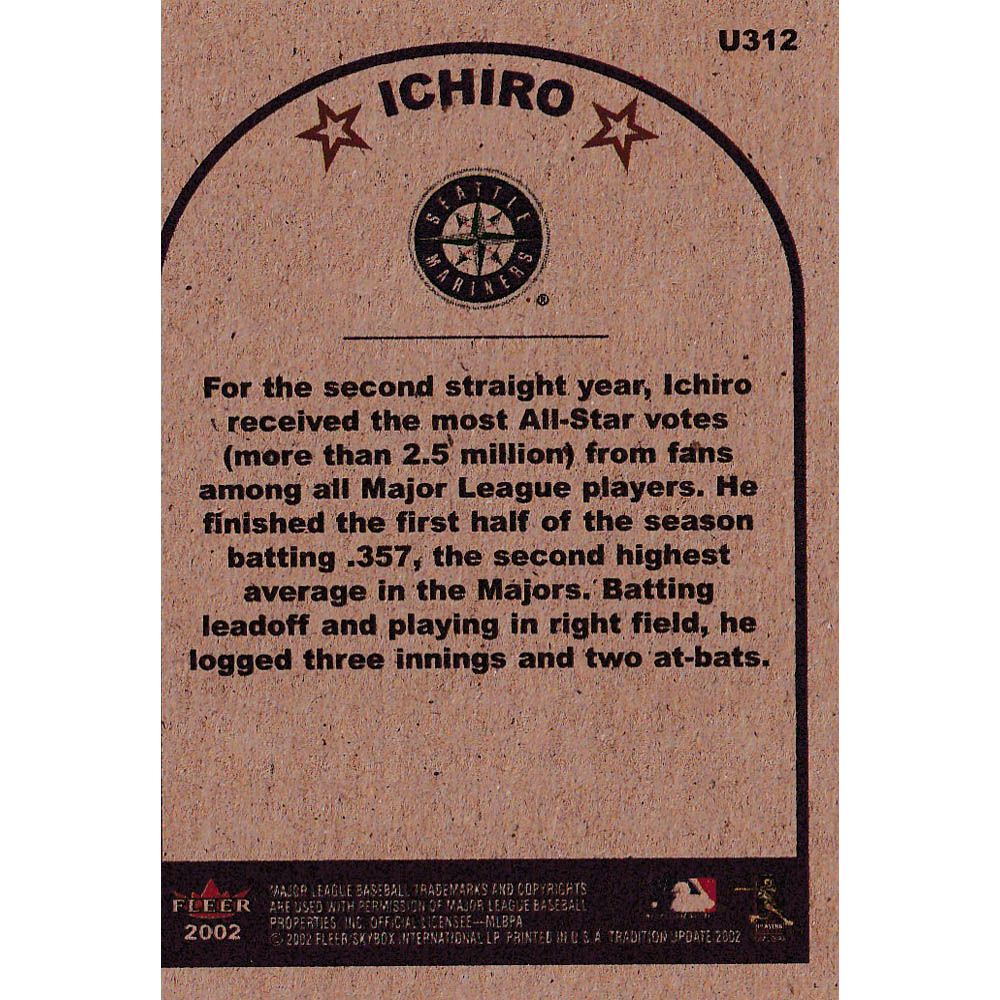 U312
ICHIRO
SEATTLE
MARINERS
®
For the second straight year, Ichiro
received the most All-Star votes
(more than 2.5 million) from fans
among all Major League players. He
finished the first half of the season
batting .357, the second highest
average in the Majors. Batting
leadoff and playing in right field, he
logged three innings and two at-bats.
FLEER
2002
MAJOR LEAGUE BASEBALL TRADEMARKS AND COPYRIGHTS
ARE USED WITH PERMISSION OF MAJOR LEAGUE BASEBALL
PROPERTIES, INC. OFFICIAL LICENSEE—MLBPA
© 2002 FLEER/SKYBOX INTERNATIONAL LP. PRINTED IN U.S.A. TRADITION UPDATE 2002